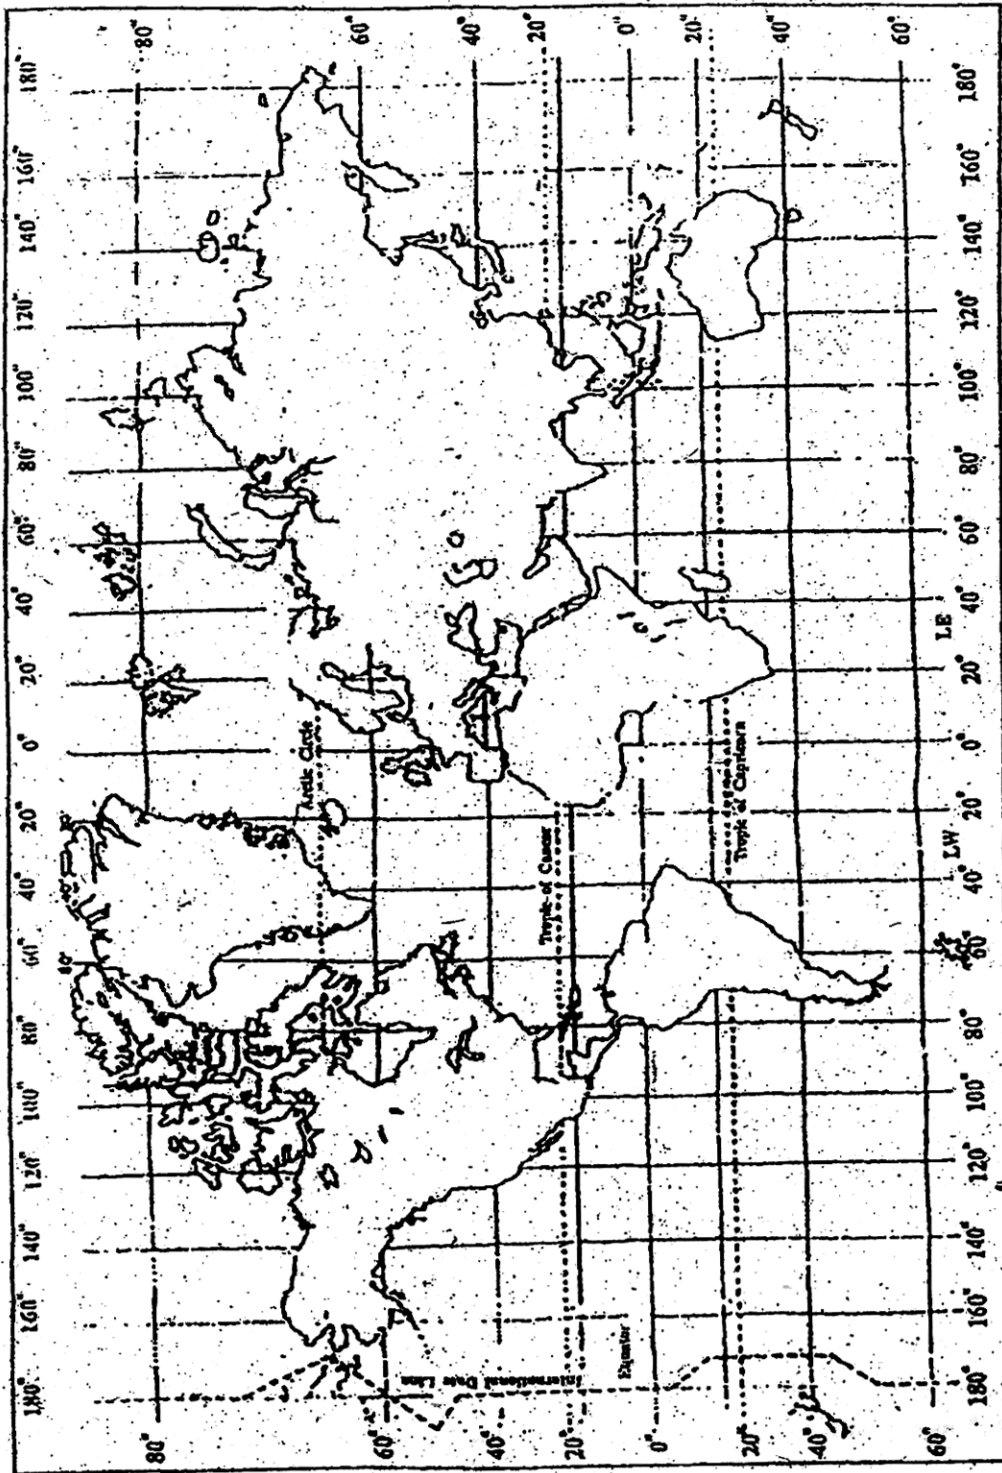 180° 160° 140° 120° 100° 80° 60° 40° 20° 0° 20° 40° 60° 80° 100° 120° 140° 160° 180°
80° 80°
Arctic Circle
60° 60°
40° 40°
International Date Line
Tropic of Cancer
20° 20°
Equator
0° 0°
20° 20°
Tropic of Capricorn
40°
60° 60°
LW LE
180° 160° 140° 120° 100° 80° 60° 40° 20° 0° 20° 40° 60° 80° 100° 120° 140° 160° 180°